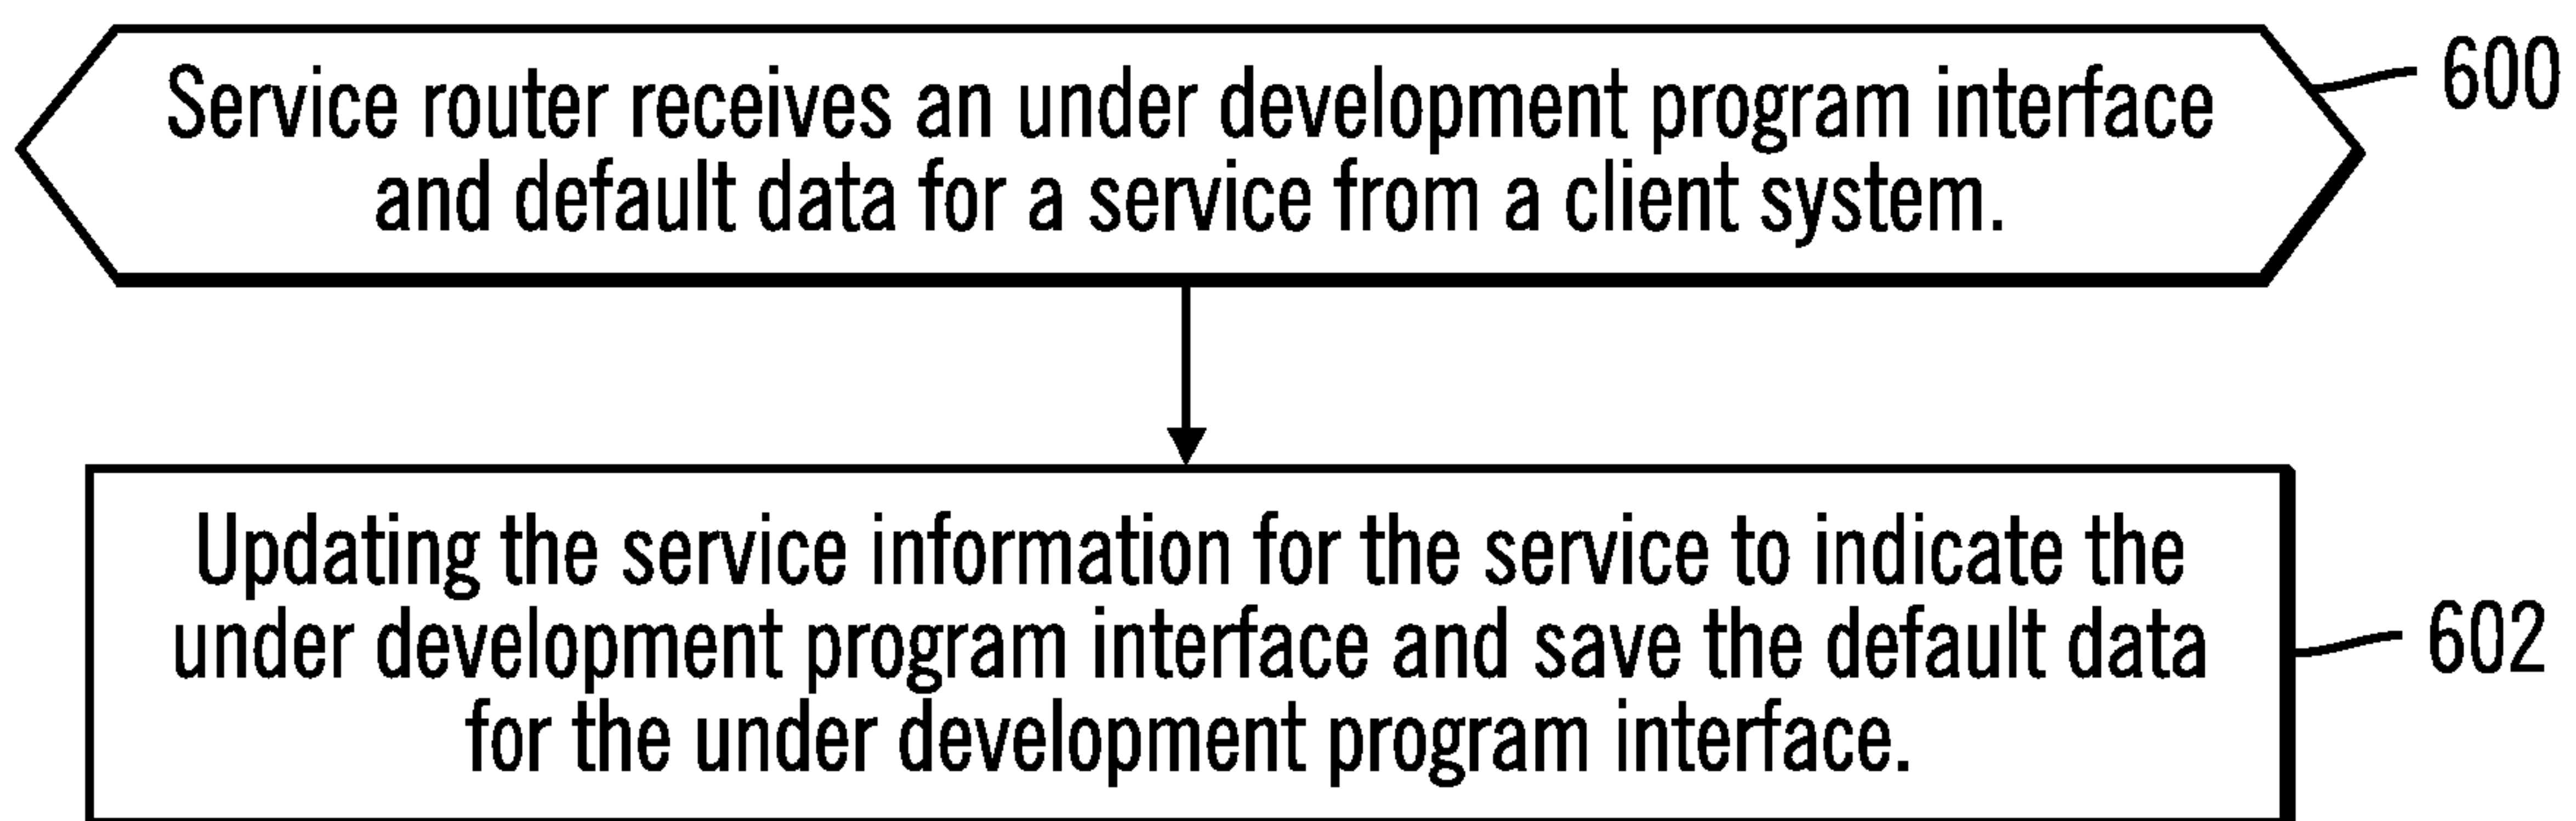 Service router receives an under development program interface
and default data for a service from a client system.
600
Updating the service information for the service to indicate the
under development program interface and save the default data
for the under development program interface.
602